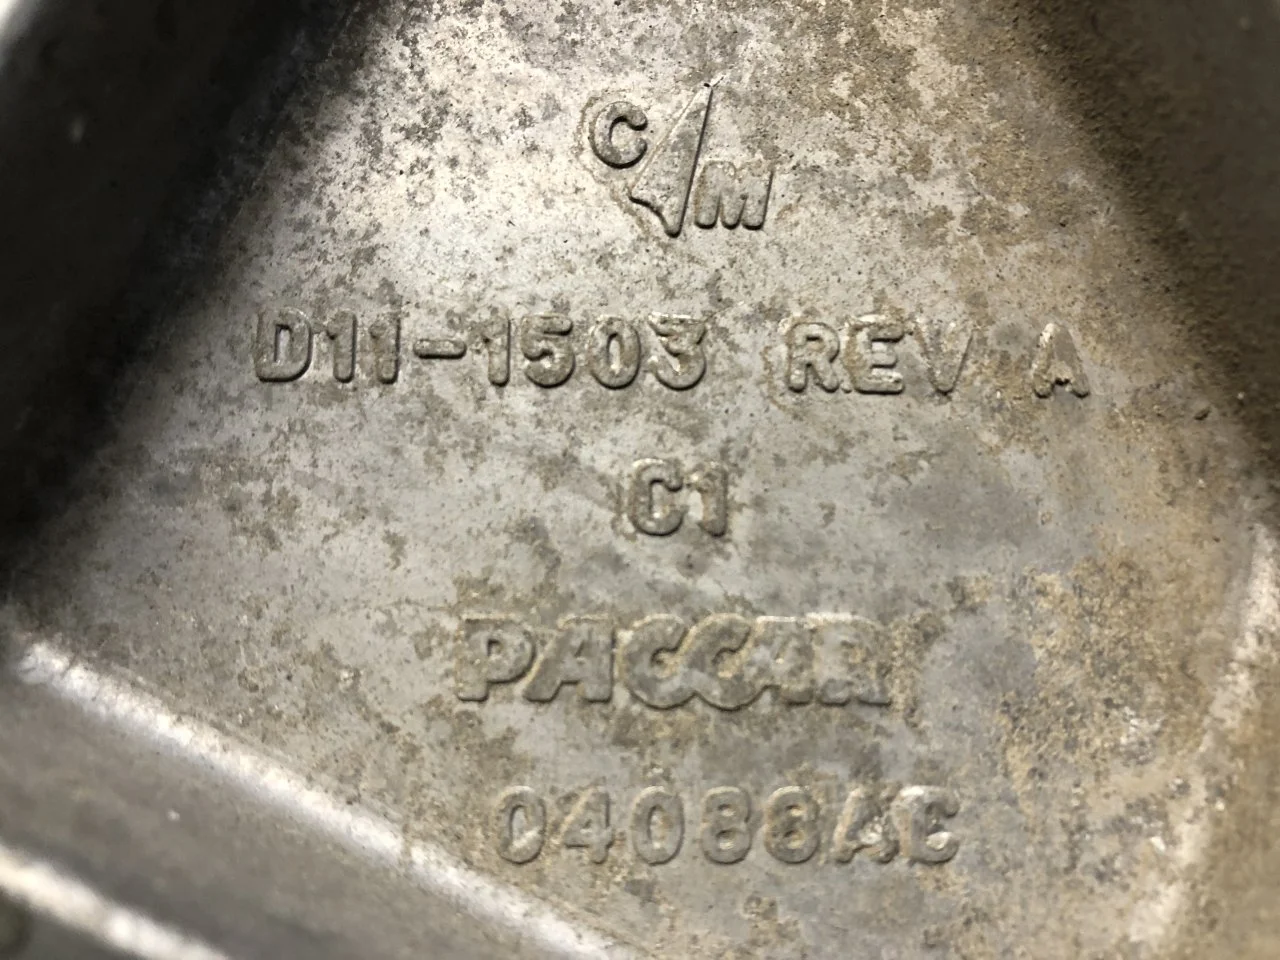 C/M
D11-1503 REV A
C1
PACCAR
04088AC